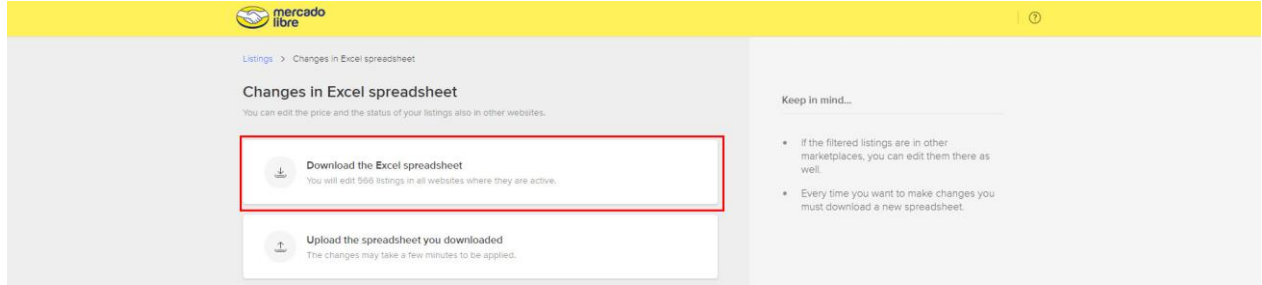 mercado
libre
Listings > Changes in Excel spreadsheet
Changes in Excel spreadsheet
You can edit the price and the status of your listings also in other websites.
Download the Excel spreadsheet
You will edit 566 listings in all websites where they are active.
Upload the spreadsheet you downloaded
The changes may take a few minutes to be applied.
Keep in mind...
• If the filtered listings are in other
marketplaces, you can edit them there as
well.
• Every time you want to make changes you
must download a new spreadsheet.